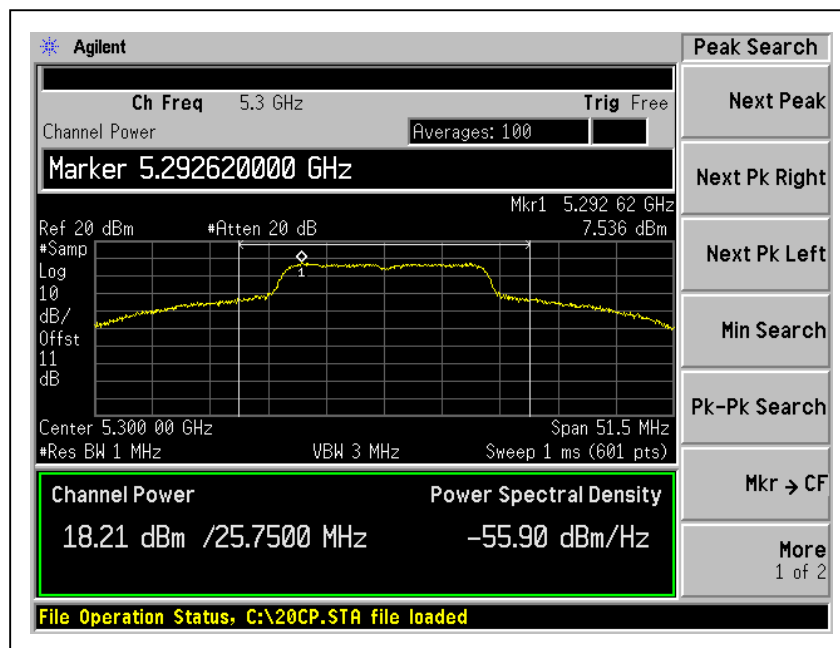 Agilent
Peak Search
Ch Freq 5.3 GHz Trig Free
Channel Power Averages: 100
Marker 5.292620000 GHz
Mkr1 5.292 62 GHz
Ref 20 dBm #Atten 20 dB 7.536 dBm
#Samp
Log
10
dB/
Offst
11
dB
1
Center 5.300 00 GHz Span 51.5 MHz
#Res BW 1 MHz VBW 3 MHz Sweep 1 ms (601 pts)
Channel Power Power Spectral Density
18.21 dBm /25.7500 MHz -55.90 dBm/Hz
File Operation Status, C:\20CP.STA file loaded
Next Peak
Next Pk Right
Next Pk Left
Min Search
Pk-Pk Search
Mkr → CF
More
1 of 2